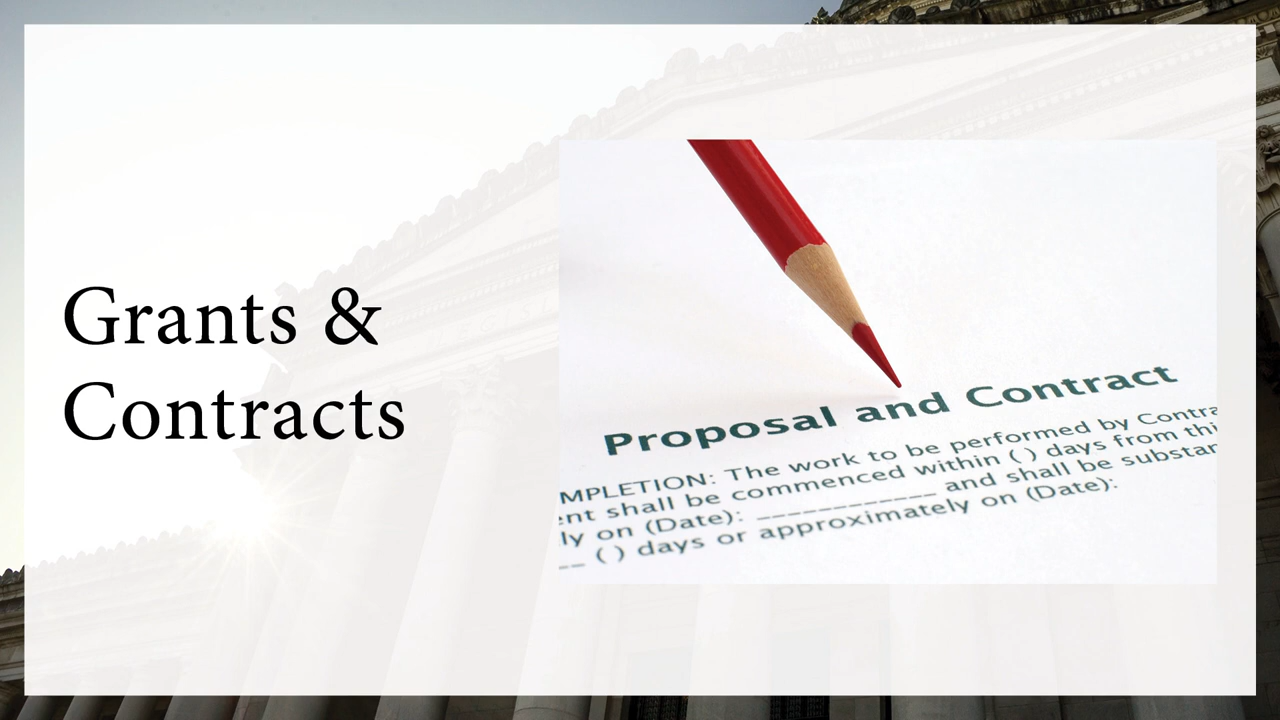 Grants &
Contracts
Proposal and Contract
MPLETION: The work to be performed by Contra
ent shall be commenced within ( ) days from thi
ly on (Date): ____________ and shall be substan
__ ( ) days or approximately on (Date):